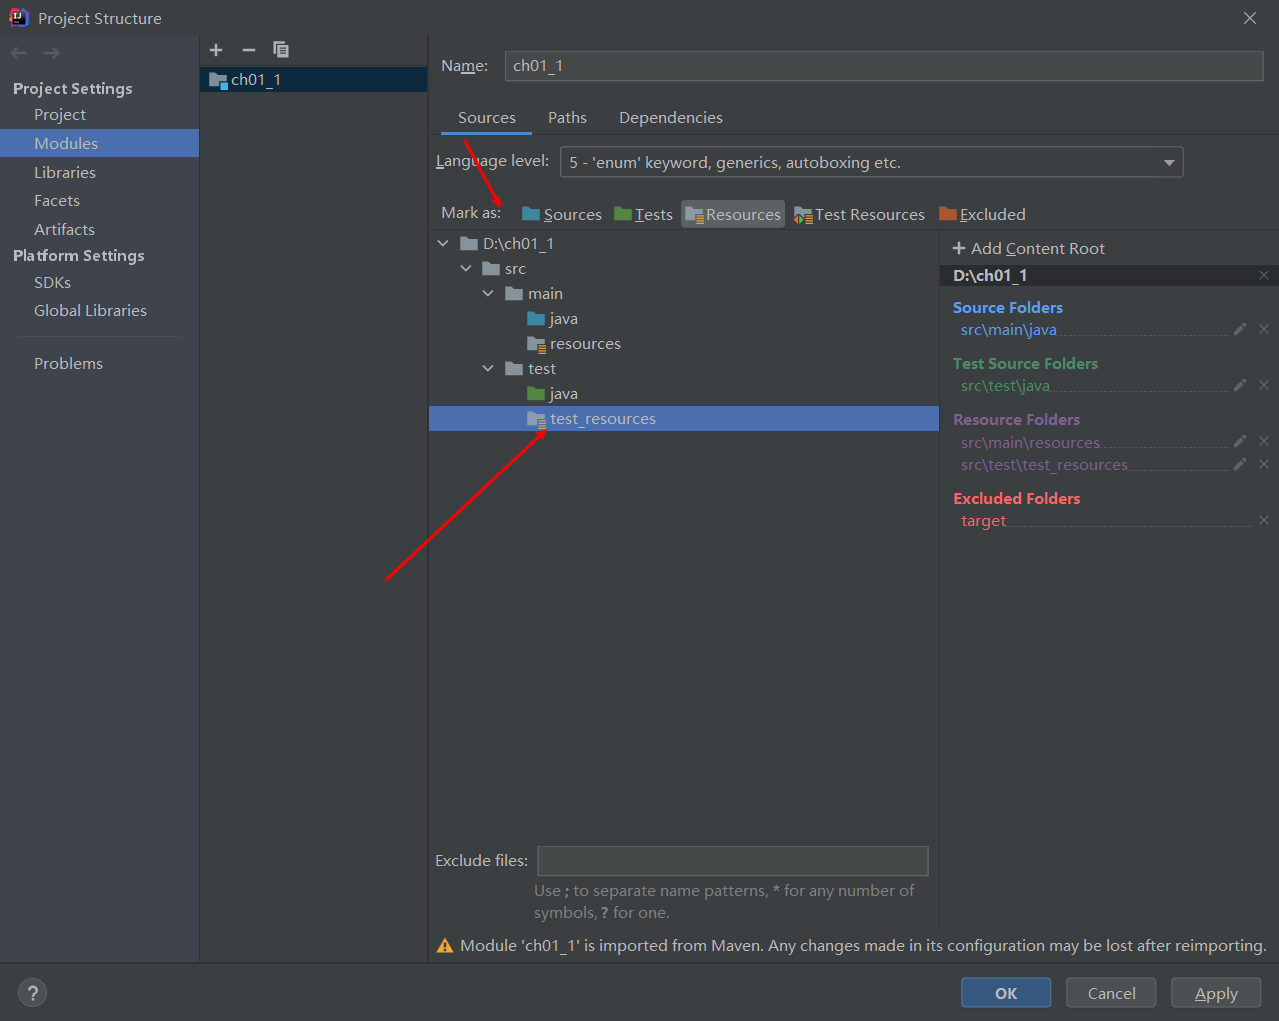 Project Structure
Project Settings
Project
Modules
Libraries
Facets
Artifacts
Platform Settings
SDKs
Global Libraries
Problems
ch01_1
Name: ch01_1
Sources Paths Dependencies
Language level: 5 - 'enum' keyword, generics, autoboxing etc.
Mark as: Sources Tests Resources Test Resources Excluded
D:\ch01_1
src
main
java
resources
test
java
test_resources
Add Content Root
D:\ch01_1
Source Folders
src\main\java
Test Source Folders
src\test\java
Resource Folders
src\main\resources
src\test\test_resources
Excluded Folders
target
Exclude files:
Use ; to separate name patterns, * for any number of
symbols, ? for one.
Module 'ch01_1' is imported from Maven. Any changes made in its configuration may be lost after reimporting.
? OK Cancel Apply